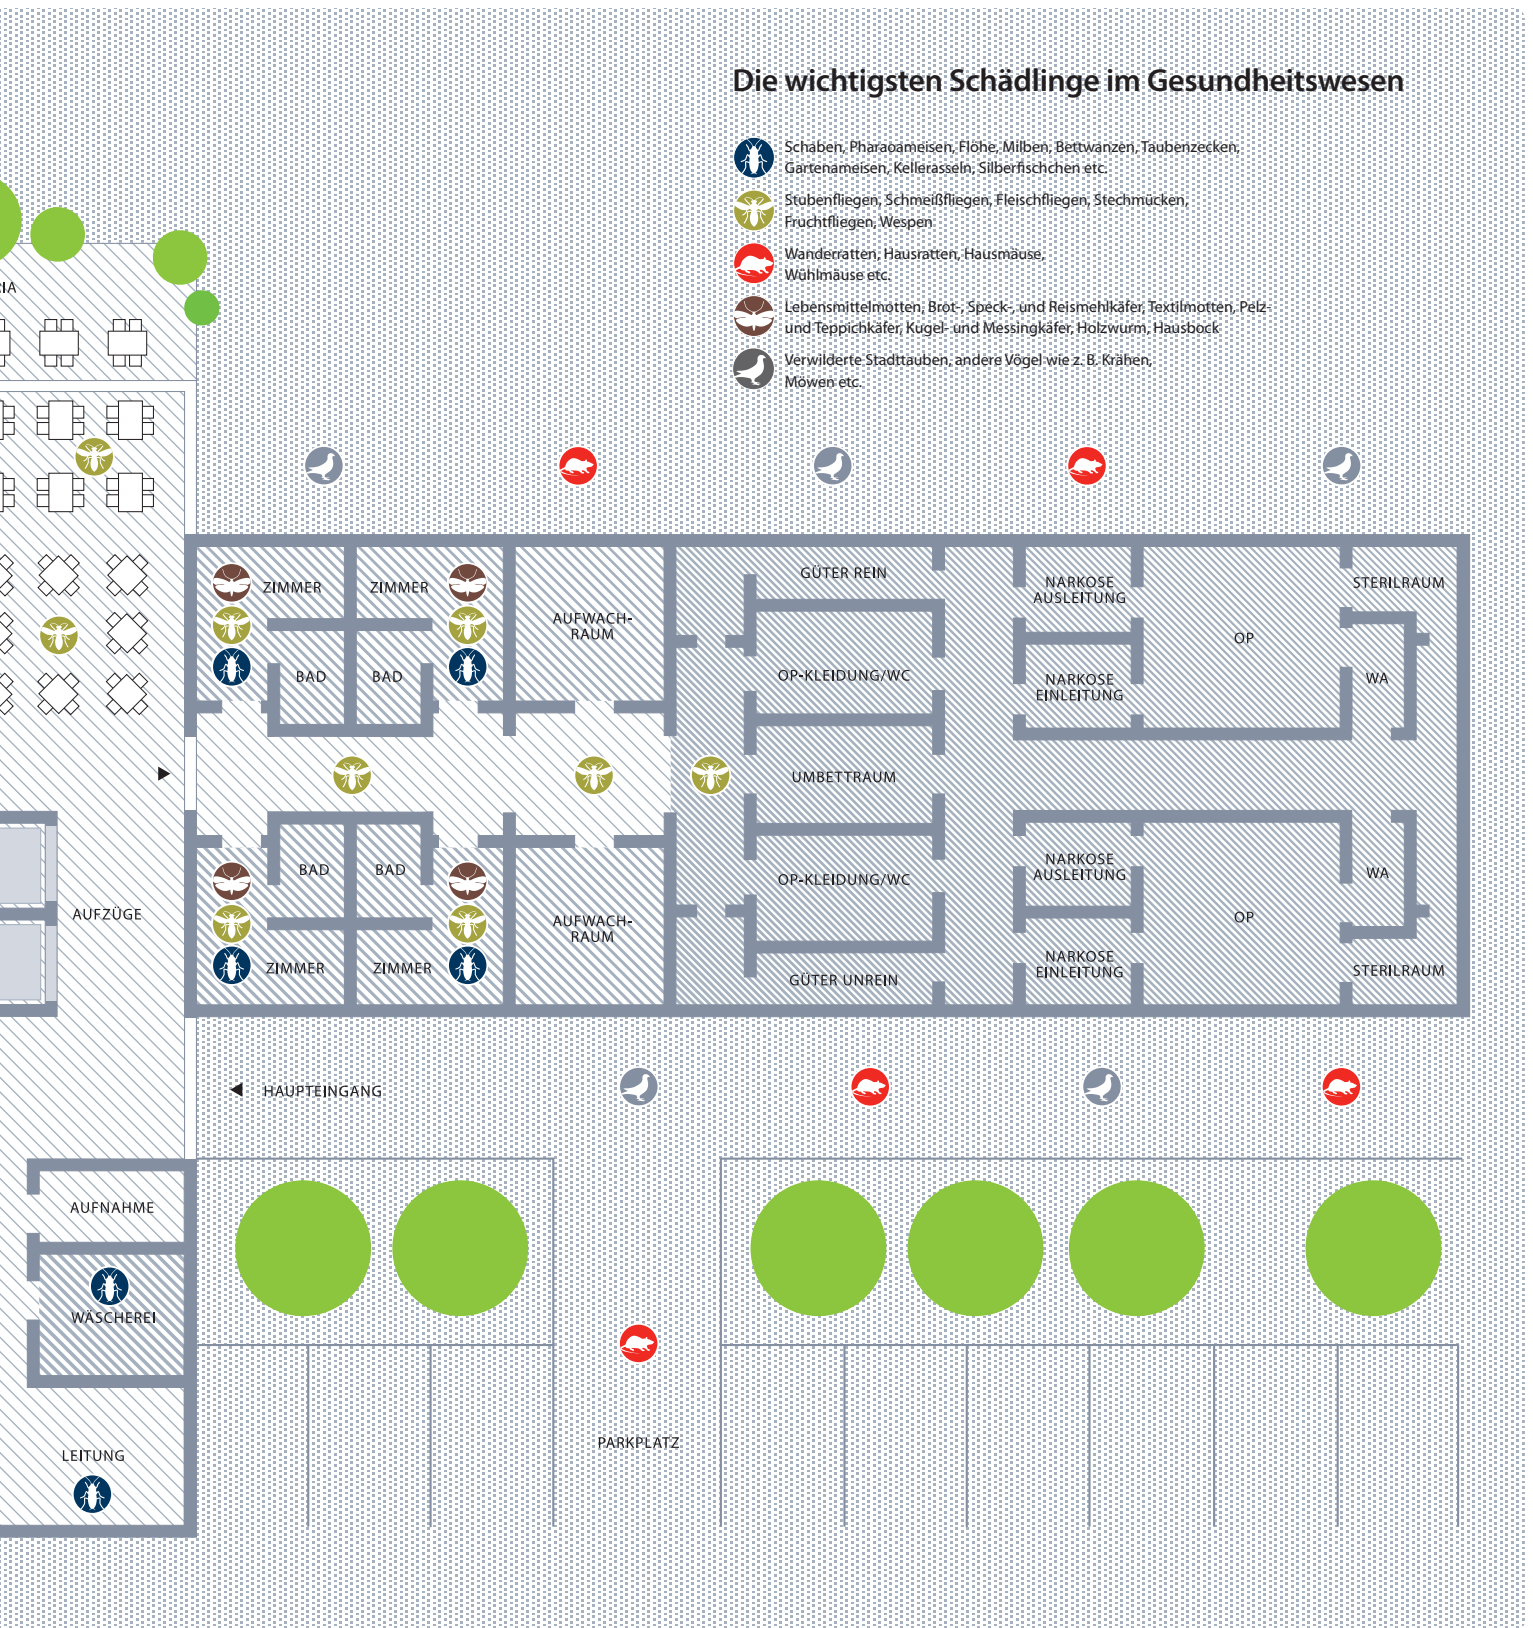 Die wichtigsten Schädlinge im Gesundheitswesen
Schaben, Pharaoameisen, Flöhe, Milben, Bettwanzen, Taubenzecken,
Gartenameisen, Kellerasseln, Silberfischchen etc.
Stubenfliegen, Schmeißfliegen, Fleischfliegen, Stechmücken,
Fruchtfliegen, Wespen
Wanderratten, Hausratten, Hausmäuse,
Wühlmäuse etc.
Lebensmittelmotten, Brot-, Speck-, und Reismehlkäfer, Textilmotten, Pelz-
und Teppichkäfer, Kugel- und Messingkäfer, Holzwurm, Hausbock
Verwilderte Stadttauben, andere Vögel wie z. B. Krähen,
Möwen etc.
RIA
ZIMMER
ZIMMER
BAD
BAD
AUFWACH-
RAUM
GÜTER REIN
OP-KLEIDUNG/WC
NARKOSE
AUSLEITUNG
NARKOSE
EINLEITUNG
OP
STERILRAUM
WA
UMBETTRAUM
BAD
BAD
ZIMMER
ZIMMER
AUFWACH-
RAUM
OP-KLEIDUNG/WC
GÜTER UNREIN
NARKOSE
AUSLEITUNG
NARKOSE
EINLEITUNG
OP
WA
STERILRAUM
AUFZÜGE
HAUPTEINGANG
AUFNAHME
WÄSCHEREI
LEITUNG
PARKPLATZ